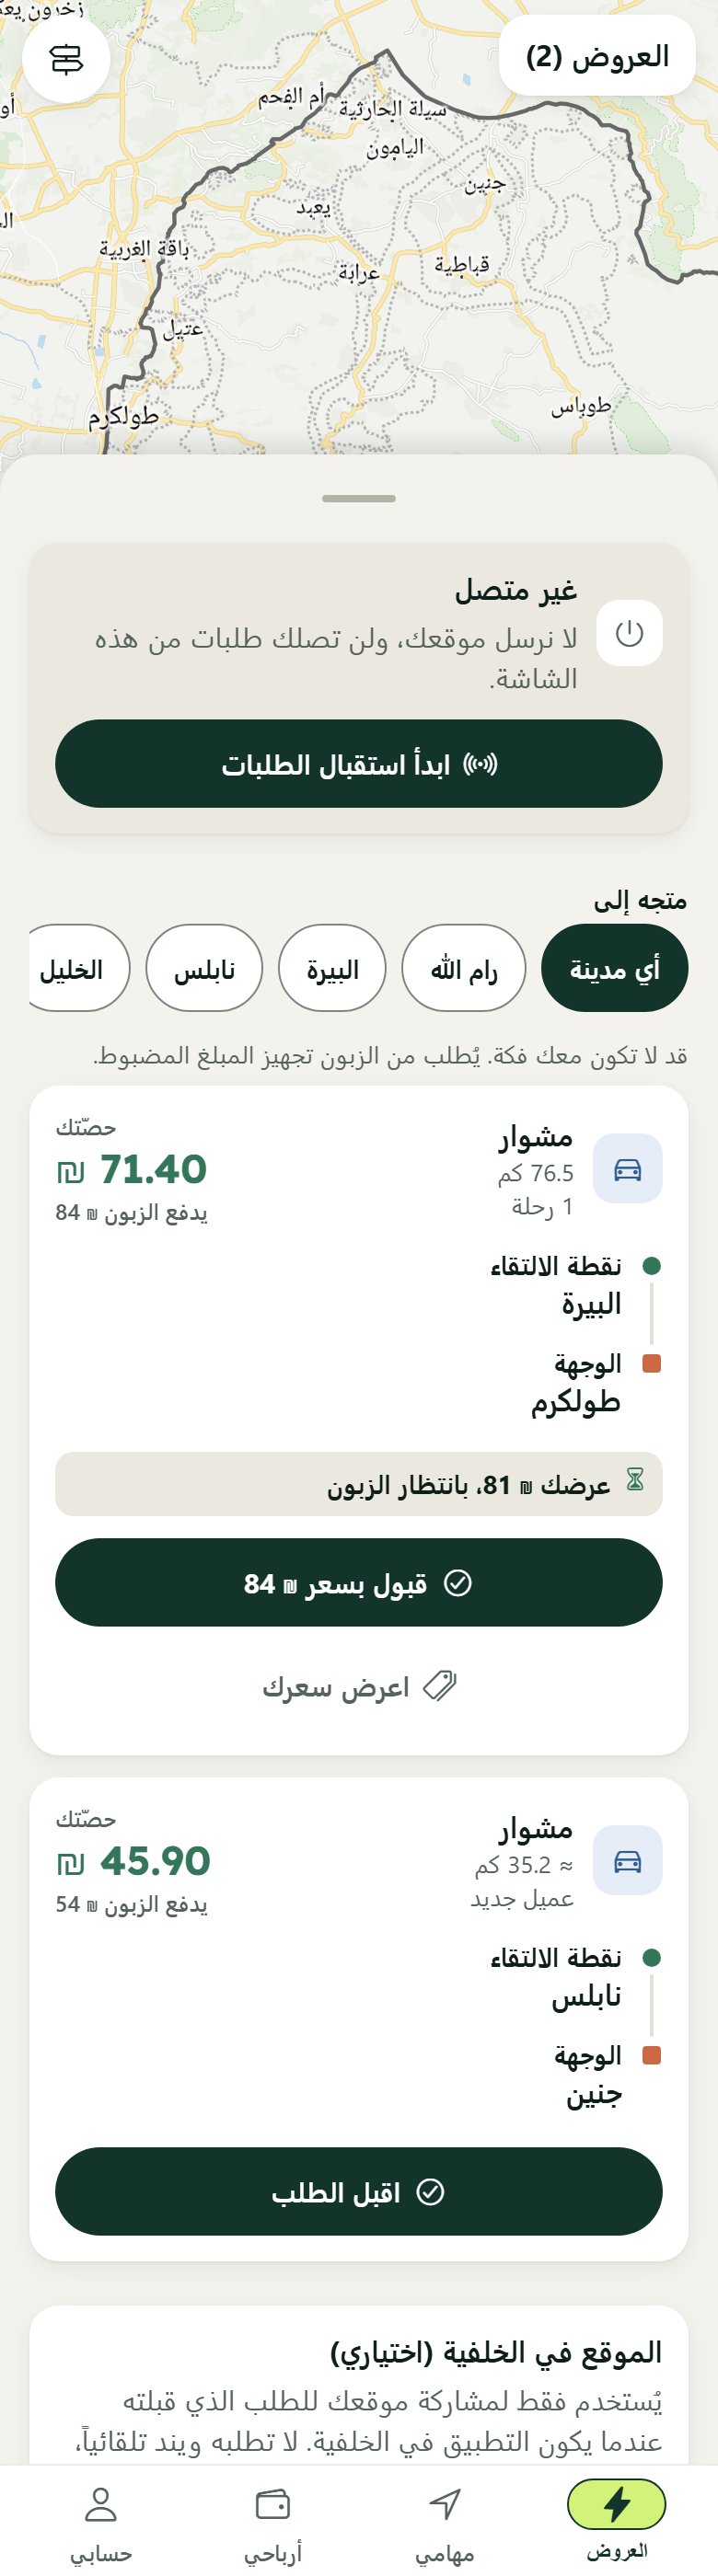 العروض (2)
أم الفحم
سيلة الحارثية
اليامون
جنين
يعبد
باقة الغربية
عرابة
قباطية
عتيل
طوباس
طولكرم
غير متصل
لا نرسل موقعك، ولن تصلك طلبات من هذه
الشاشة.
ابدأ استقبال الطلبات
متجه إلى
أي مدينة
رام الله
البيرة
نابلس
الخليل
قد لا تكون معك فكة. يُطلب من الزبون تجهيز المبلغ المضبوط.
مشوار
76.5 كم
1 رحلة
حصّتك
71.40 ₪
يدفع الزبون ₪ 84
نقطة الالتقاء
البيرة
الوجهة
طولكرم
عرضك ₪ 81، بانتظار الزبون
قبول بسعر ₪ 84
اعرض سعرك
مشوار
≈ 35.2 كم
عميل جديد
حصّتك
45.90 ₪
يدفع الزبون ₪ 54
نقطة الالتقاء
نابلس
الوجهة
جنين
اقبل الطلب
الموقع في الخلفية (اختياري)
يُستخدم فقط لمشاركة موقعك للطلب الذي قبلته
عندما يكون التطبيق في الخلفية. لا تطلبه ويند تلقائياً،
العروض
مهامي
أرباحي
حسابي